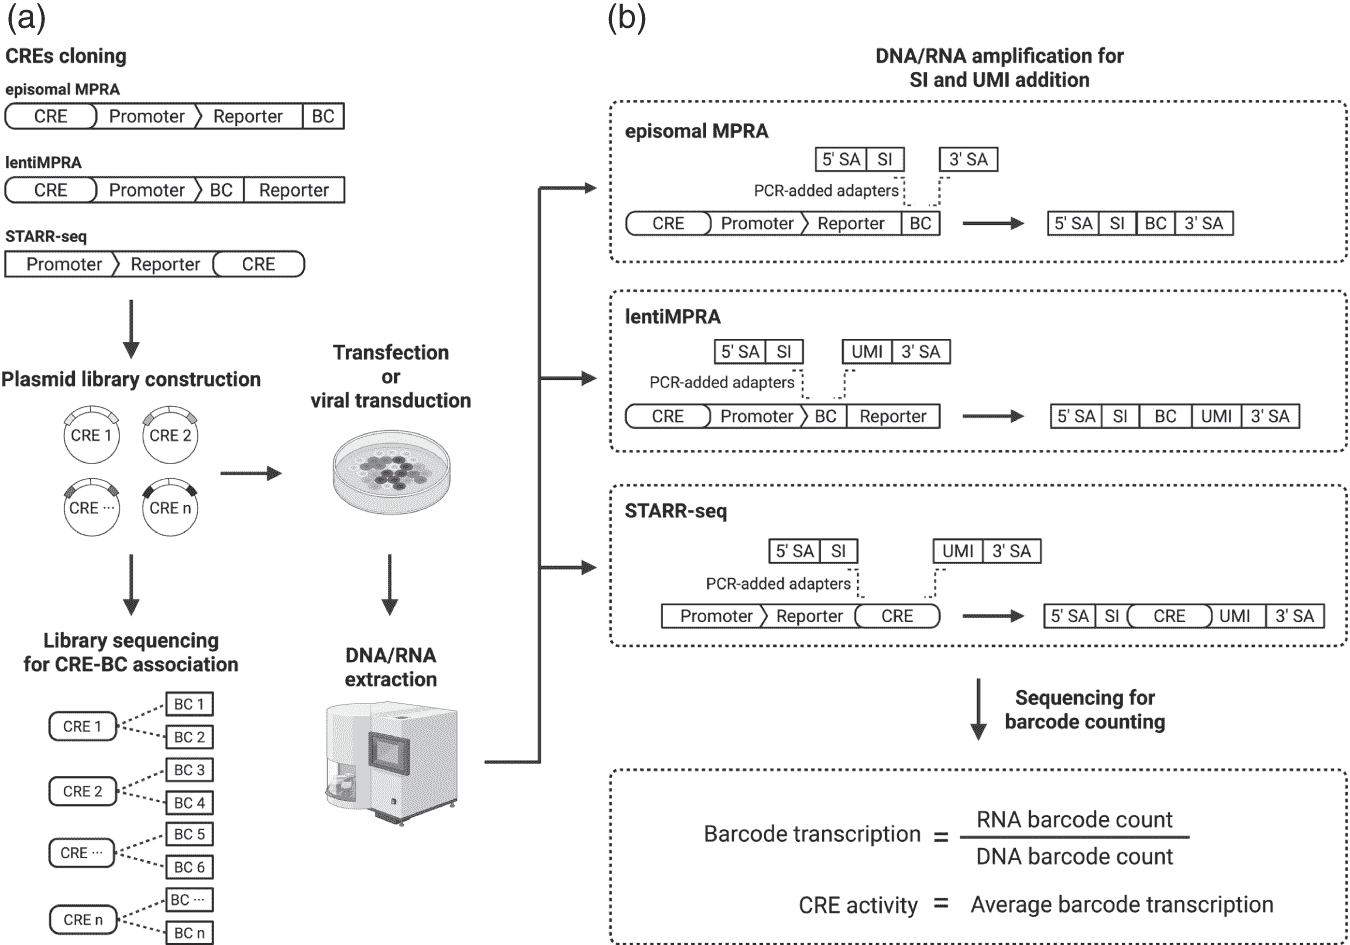 (a)
CREs cloning
episomal MPRA
CRE Promoter Reporter BC
lentiMPRA
CRE Promoter BC Reporter
STARR-seq
Promoter Reporter CRE
Plasmid library construction
CRE 1 CRE 2
CRE ··· CRE n
Library sequencing
for CRE-BC association
CRE 1 BC 1
BC 2
CRE 2 BC 3
BC 4
CRE ··· BC 5
BC 6
CRE n BC ···
BC n
Transfection
or
viral transduction
DNA/RNA
extraction
(b)
DNA/RNA amplification for
SI and UMI addition
episomal MPRA
5' SA SI 3' SA
PCR-added adapters
CRE Promoter Reporter BC 5' SA SI BC 3' SA
lentiMPRA
5' SA SI UMI 3' SA
PCR-added adapters
CRE Promoter BC Reporter 5' SA SI BC UMI 3' SA
STARR-seq
5' SA SI UMI 3' SA
PCR-added adapters
Promoter Reporter CRE 5' SA SI CRE UMI 3' SA
Sequencing for
barcode counting
Barcode transcription = RNA barcode count
DNA barcode count
CRE activity = Average barcode transcription